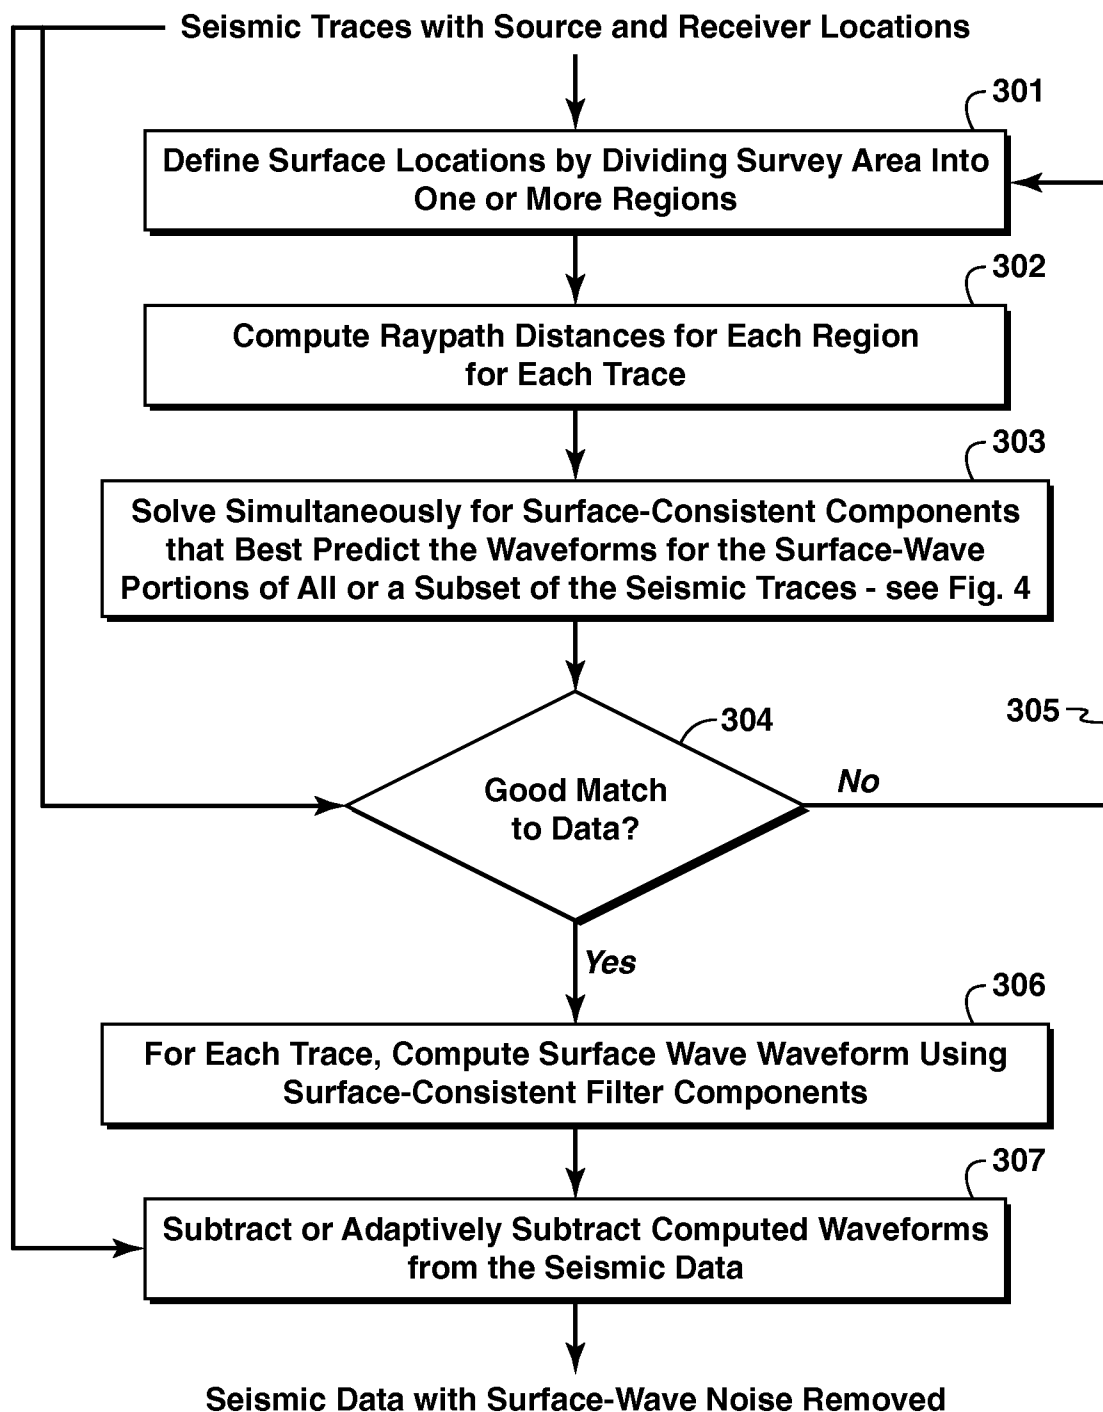 Seismic Traces with Source and Receiver Locations
301
Define Surface Locations by Dividing Survey Area Into
One or More Regions
302
Compute Raypath Distances for Each Region
for Each Trace
303
Solve Simultaneously for Surface-Consistent Components
that Best Predict the Waveforms for the Surface-Wave
Portions of All or a Subset of the Seismic Traces - see Fig. 4
304
305
Good Match
to Data?
No
Yes
306
For Each Trace, Compute Surface Wave Waveform Using
Surface-Consistent Filter Components
307
Subtract or Adaptively Subtract Computed Waveforms
from the Seismic Data
Seismic Data with Surface-Wave Noise Removed